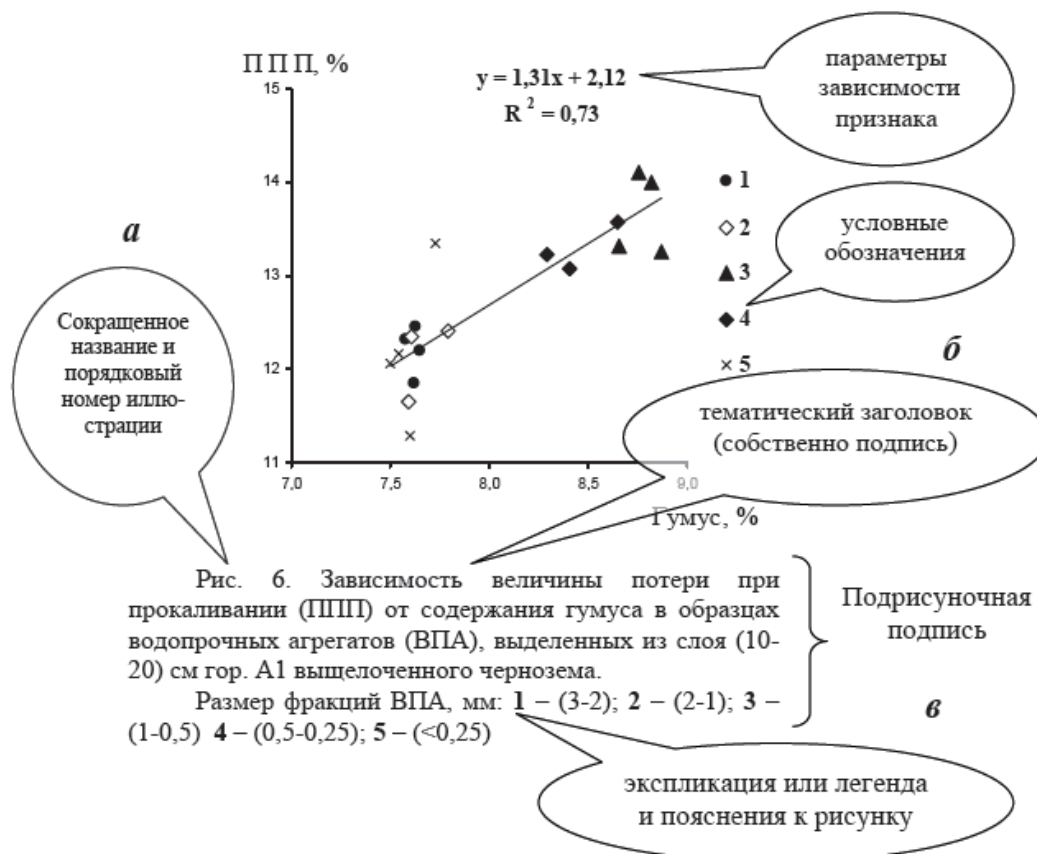 П П П, %
y = 1,31x + 2,12
R 2 = 0,73
параметры
зависимости
признака
15
14
13
12
11
7,0
7,5
8,0
8,5
9,0
Гумус, %
1
2
3
4
5
условные
обозначения
а
Сокращенное
название и
порядковый
номер иллю-
страции
б
тематический заголовок
(собственно подпись)
Рис. 6. Зависимость величины потери при
прокаливании (ППП) от содержания гумуса в образцах
водопрочных агрегатов (ВПА), выделенных из слоя (10-
20) см гор. А1 выщелоченного чернозема.
Размер фракций ВПА, мм: 1 – (3-2); 2 – (2-1); 3 –
(1-0,5) 4 – (0,5-0,25); 5 – (<0,25)
Подрисуночная
подпись
в
экспликация или легенда
и пояснения к рисунку